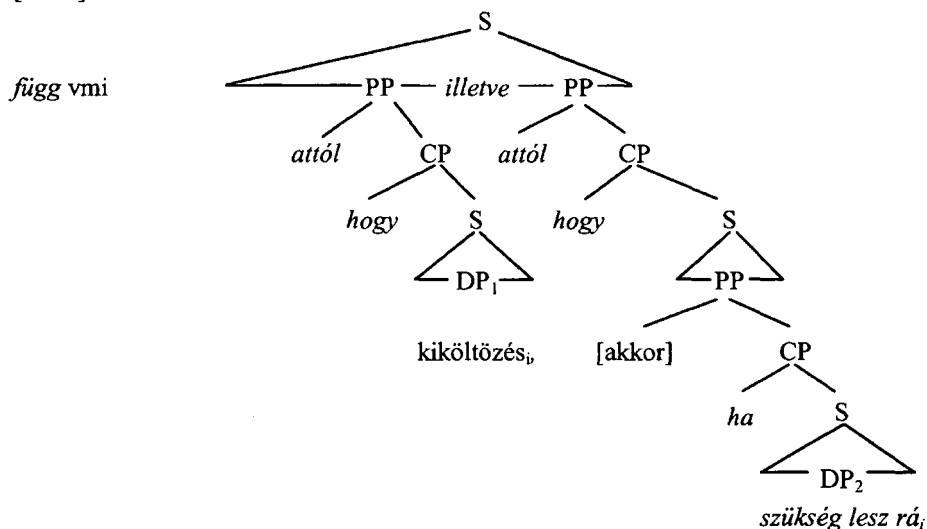 S
függ vmi PP illetve PP
attól CP attól CP
hogy S hogy S
DP₁ PP
kiköltözésᵢ, [akkor] CP
ha S
DP₂
szükség lesz ráᵢ